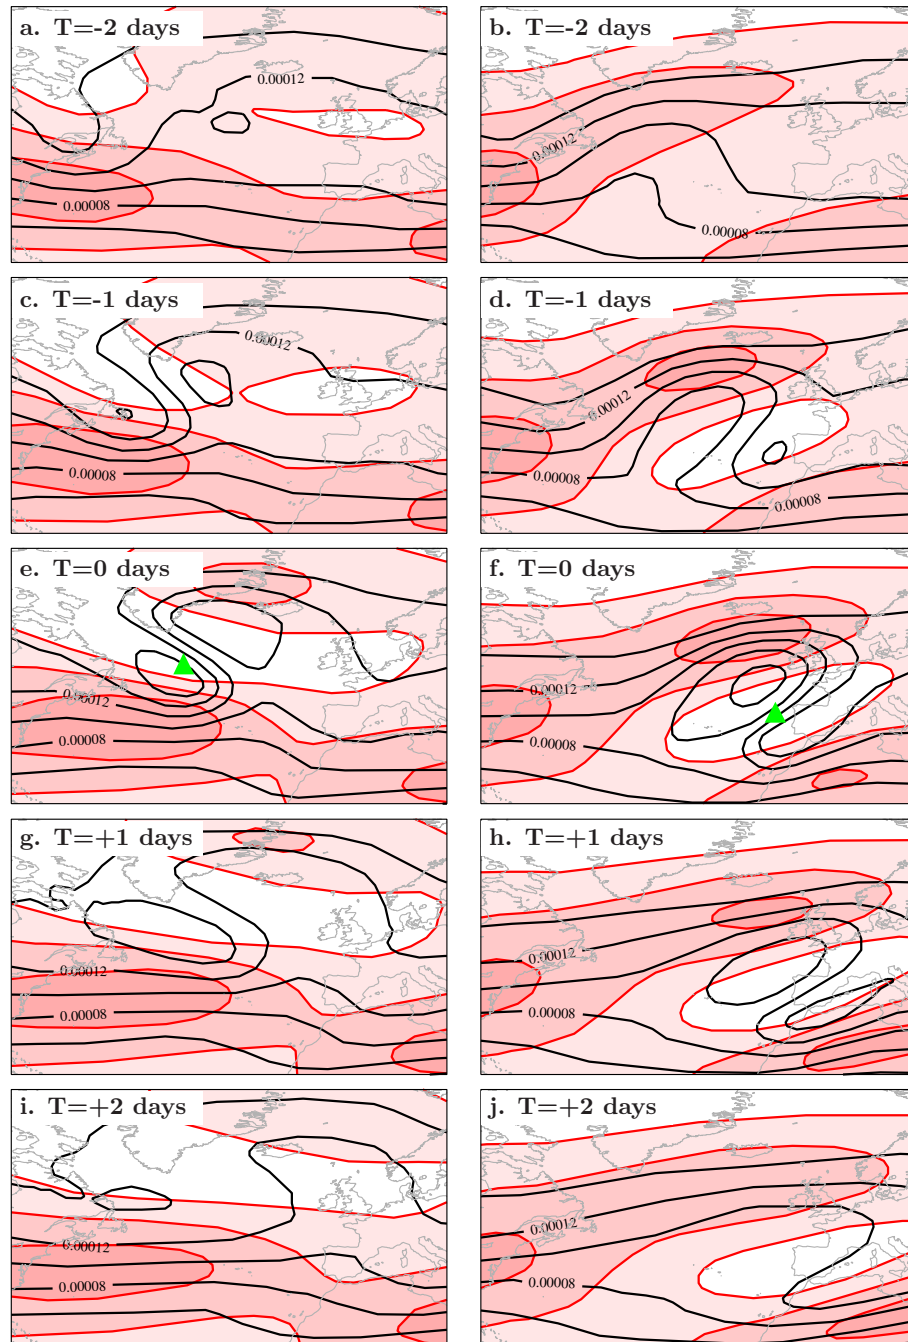 a. T=-2 days
0.00012
0.00008
b. T=-2 days
0.00012
0.00008
c. T=-1 days
0.00012
0.00008
d. T=-1 days
0.00012
0.00008
0.00008
e. T=0 days
0.00012
0.00008
f. T=0 days
0.00012
0.00008
g. T=+1 days
0.00012
0.00008
h. T=+1 days
0.00012
0.00008
i. T=+2 days
0.00012
0.00008
j. T=+2 days
0.00012
0.00008